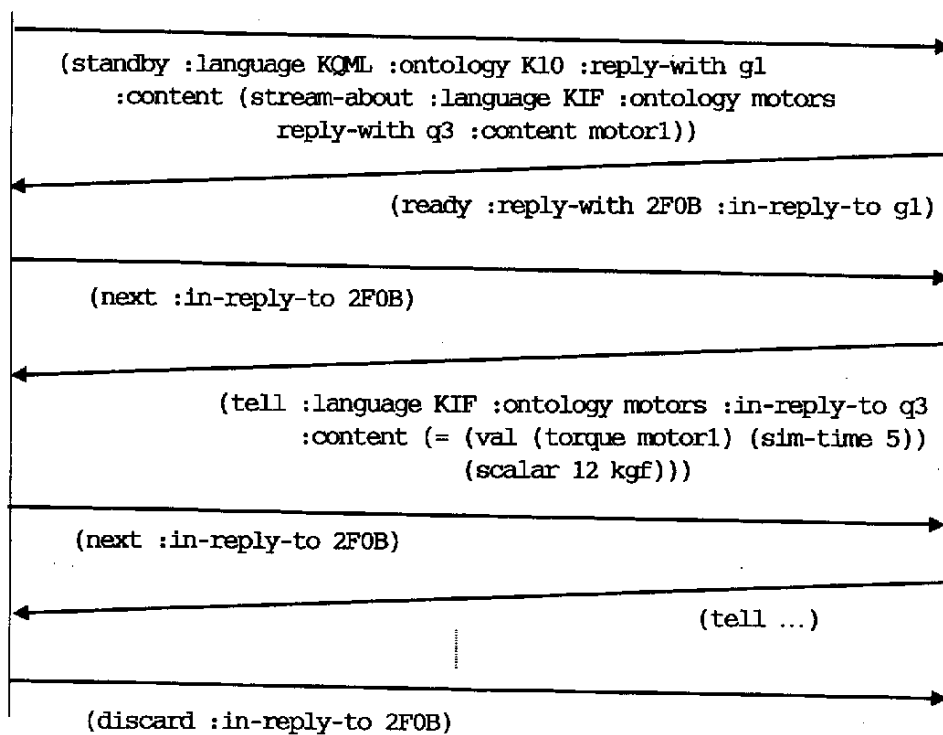 (standby :language KQML :ontology K10 :reply-with g1
:content (stream-about :language KIF :ontology motors
reply-with q3 :content motor1))
(ready :reply-with 2F0B :in-reply-to g1)
(next :in-reply-to 2F0B)
(tell :language KIF :ontology motors :in-reply-to q3
:content (= (val (torque motor1) (sim-time 5))
(scalar 12 kgf)))
(next :in-reply-to 2F0B)
(tell ...)
(discard :in-reply-to 2F0B)